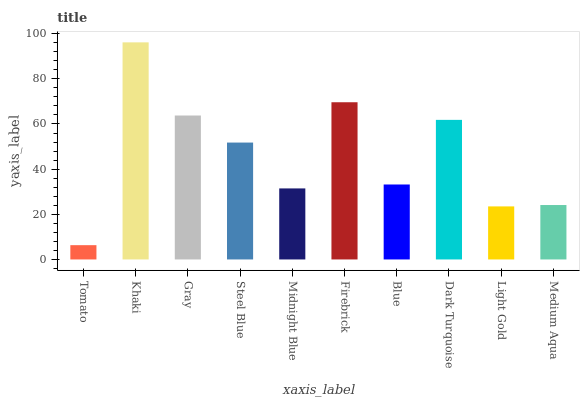 title
100
80
60
40
20
0
yaxis_label
Tomato
Khaki
Gray
Steel Blue
Midnight Blue
Firebrick
Blue
Dark Turquoise
Light Gold
Medium Aqua
xaxis_label